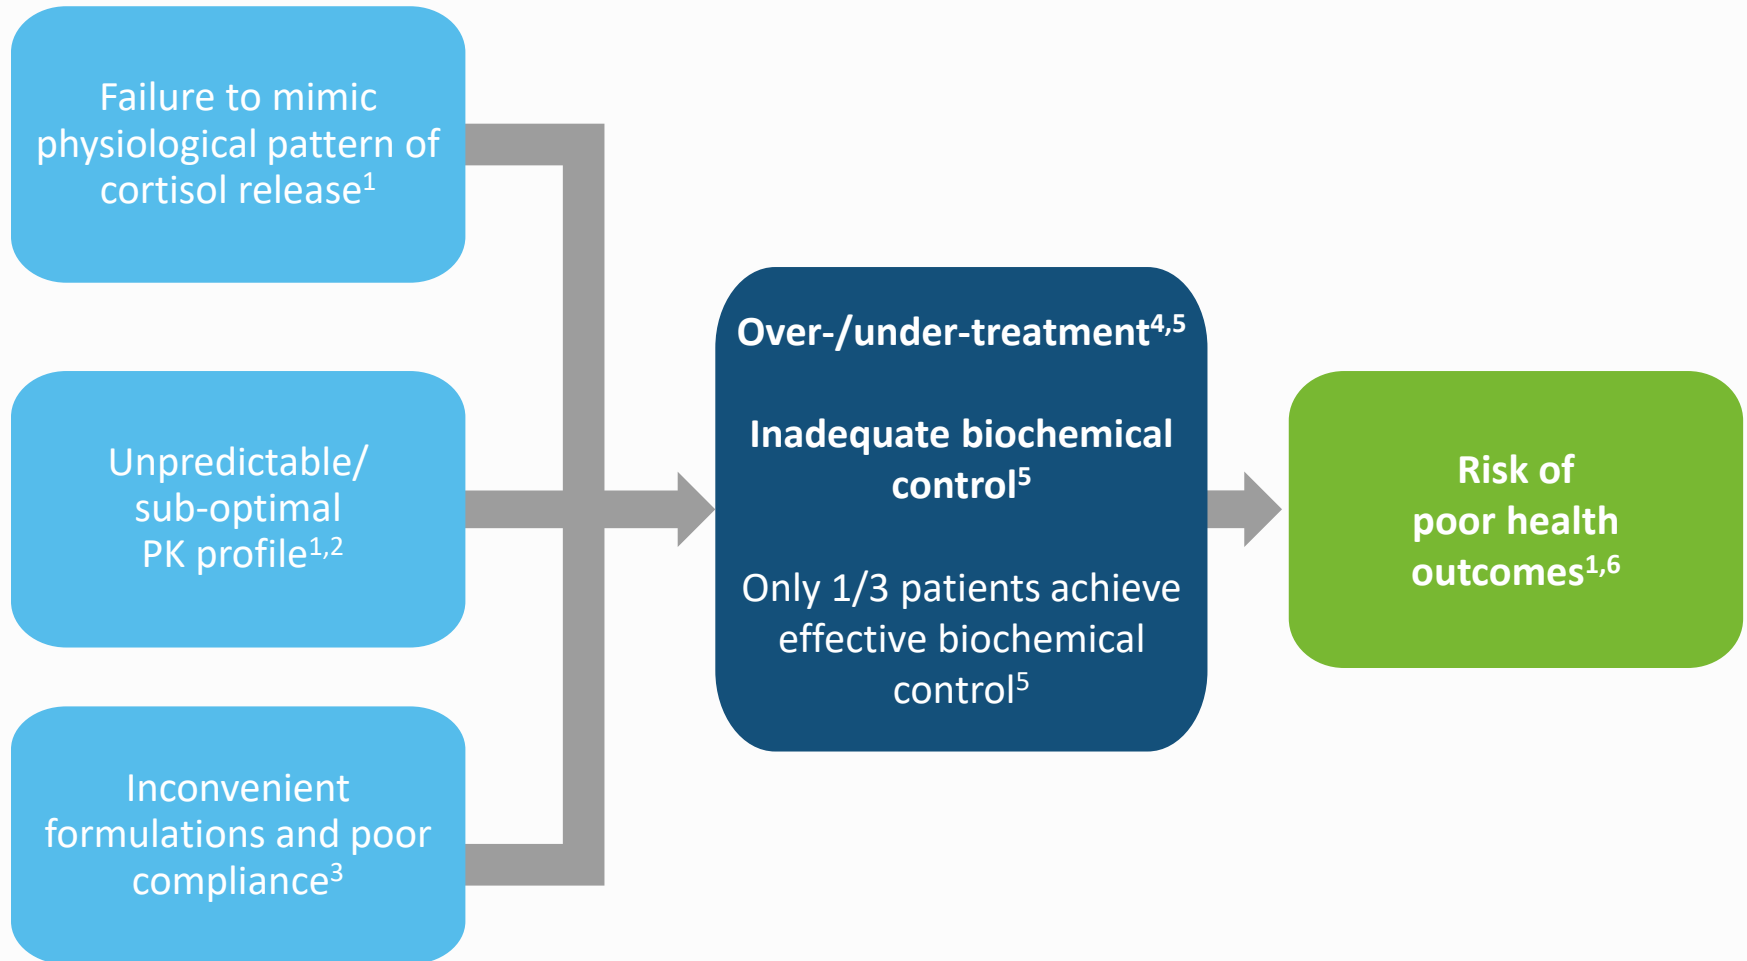 Failure to mimic
physiological pattern of
cortisol release¹
Unpredictable/
sub-optimal
PK profile¹,²
Inconvenient
formulations and poor
compliance³
Over-/under-treatment⁴,⁵
Inadequate biochemical
control⁵
Only 1/3 patients achieve
effective biochemical
control⁵
Risk of
poor health
outcomes¹,⁶